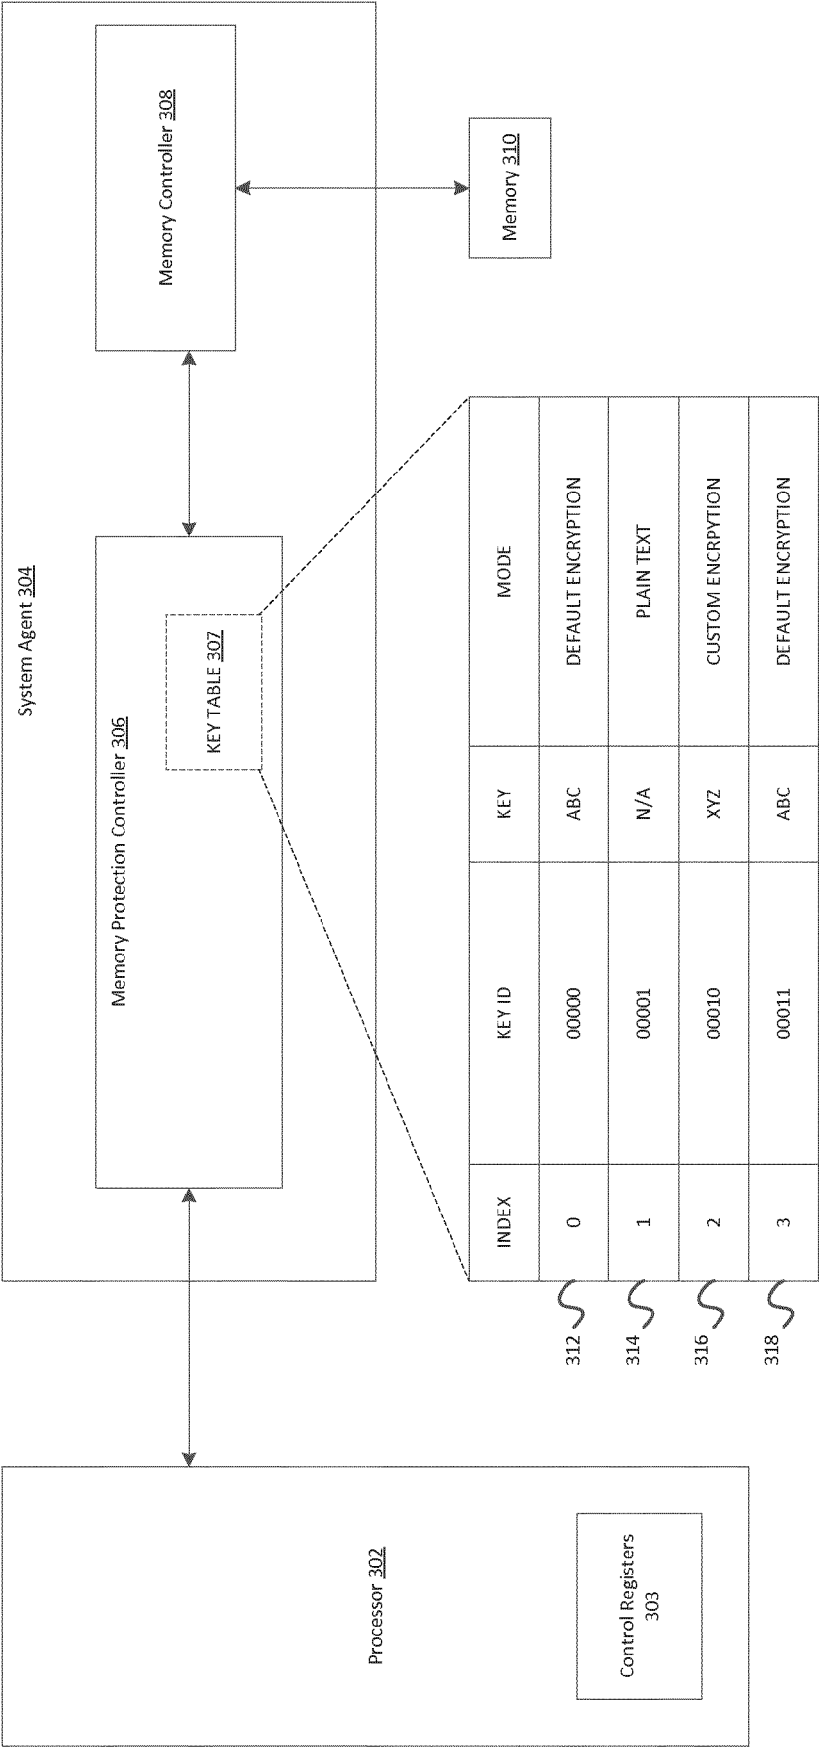 System Agent 304
Memory Protection Controller 306
KEY TABLE 307
Memory Controller 308
Memory 310
Processor 302
Control Registers
303
INDEX KEY ID KEY MODE
312 0 00000 ABC DEFAULT ENCRYPTION
314 1 00001 N/A PLAIN TEXT
316 2 00010 XYZ CUSTOM ENCRPYTION
318 3 00011 ABC DEFAULT ENCRYPTION